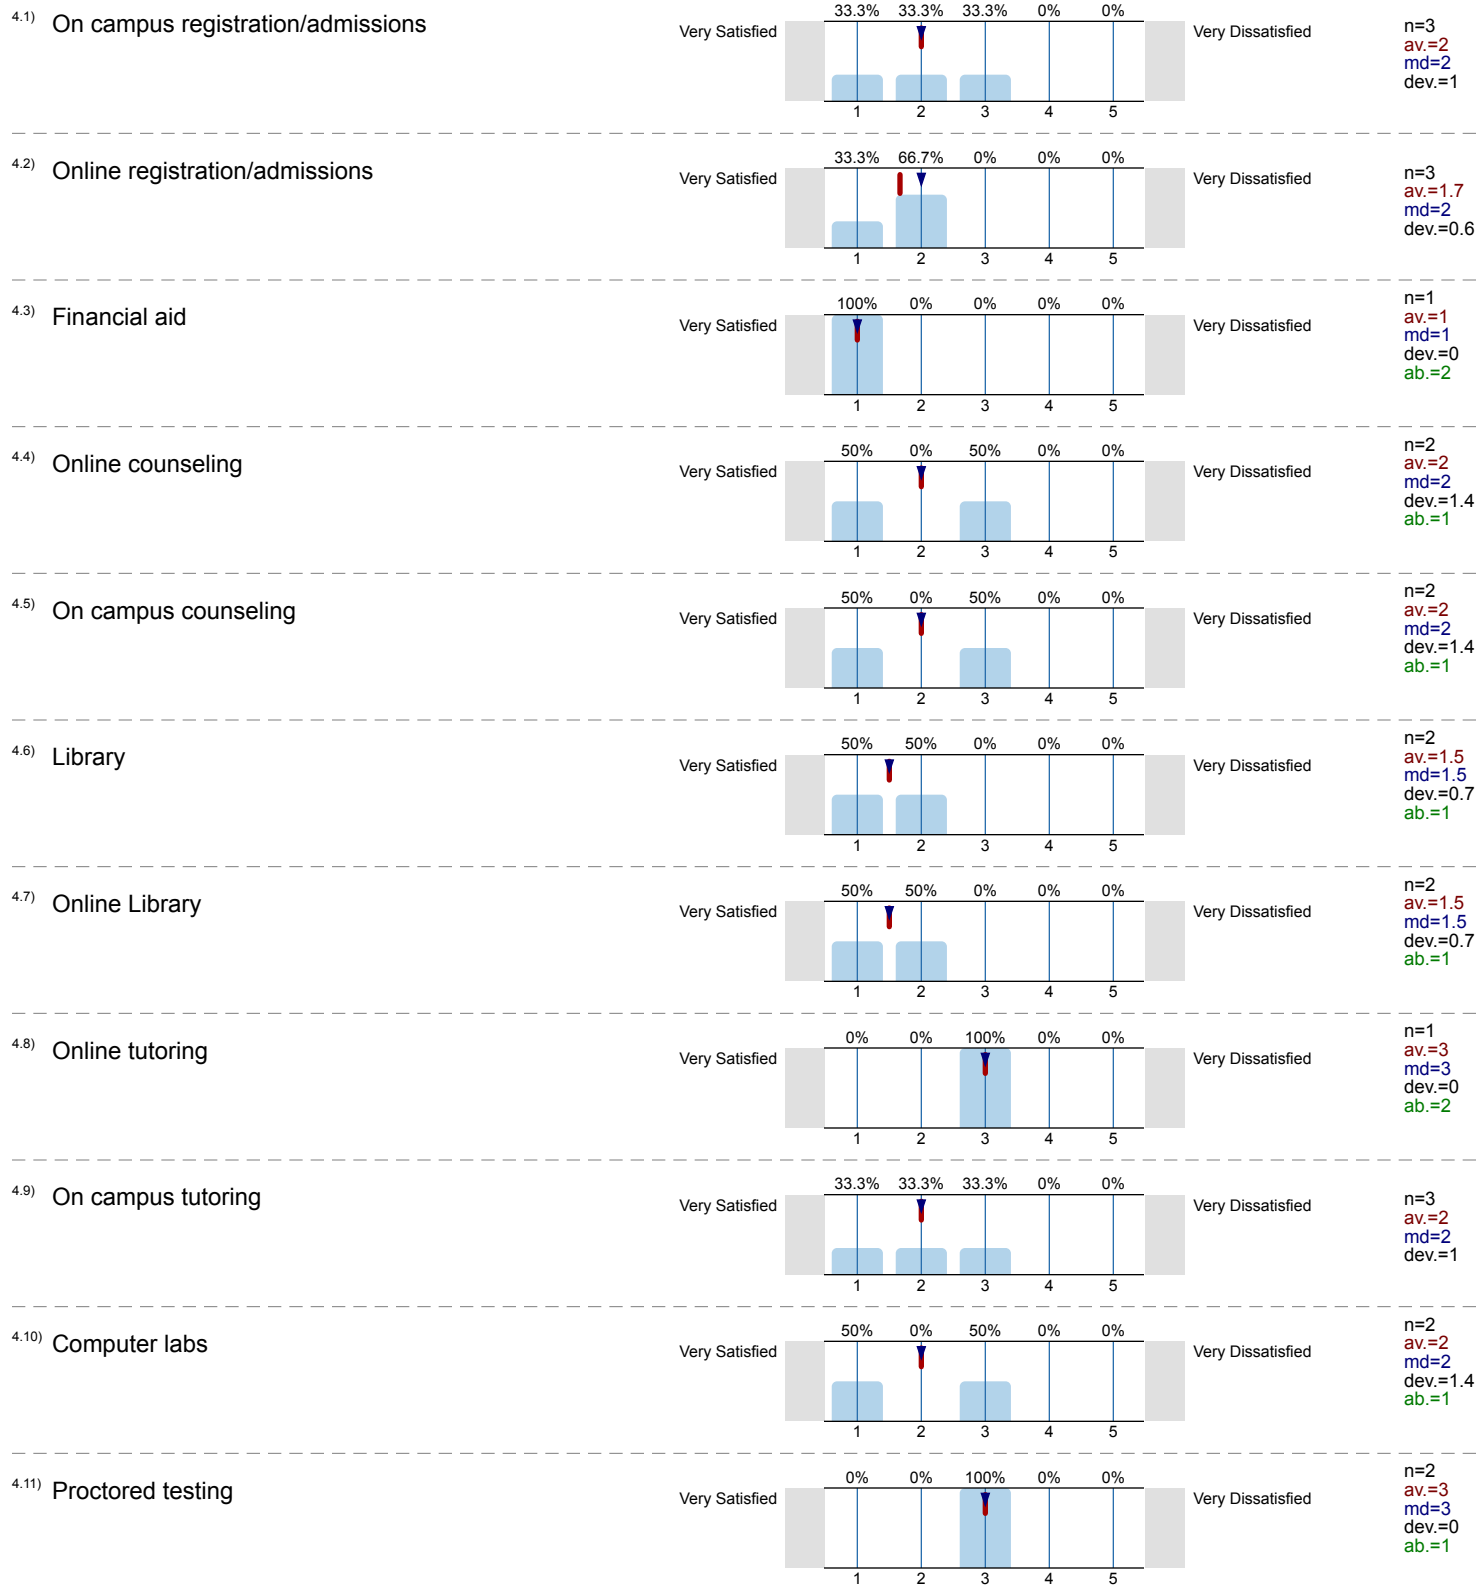 4.1) On campus registration/admissions
33.3% 33.3% 33.3% 0% 0%
Very Satisfied Very Dissatisfied
n=3
av.=2
md=2
dev.=1
1 2 3 4 5
4.2) Online registration/admissions
33.3% 66.7% 0% 0% 0%
Very Satisfied Very Dissatisfied
n=3
av.=1.7
md=2
dev.=0.6
1 2 3 4 5
4.3) Financial aid
100% 0% 0% 0% 0%
Very Satisfied Very Dissatisfied
n=1
av.=1
md=1
dev.=0
ab.=2
1 2 3 4 5
4.4) Online counseling
50% 0% 50% 0% 0%
Very Satisfied Very Dissatisfied
n=2
av.=2
md=2
dev.=1.4
ab.=1
1 2 3 4 5
4.5) On campus counseling
50% 0% 50% 0% 0%
Very Satisfied Very Dissatisfied
n=2
av.=2
md=2
dev.=1.4
ab.=1
1 2 3 4 5
4.6) Library
50% 50% 0% 0% 0%
Very Satisfied Very Dissatisfied
n=2
av.=1.5
md=1.5
dev.=0.7
ab.=1
1 2 3 4 5
4.7) Online Library
50% 50% 0% 0% 0%
Very Satisfied Very Dissatisfied
n=2
av.=1.5
md=1.5
dev.=0.7
ab.=1
1 2 3 4 5
4.8) Online tutoring
0% 0% 100% 0% 0%
Very Satisfied Very Dissatisfied
n=1
av.=3
md=3
dev.=0
ab.=2
1 2 3 4 5
4.9) On campus tutoring
33.3% 33.3% 33.3% 0% 0%
Very Satisfied Very Dissatisfied
n=3
av.=2
md=2
dev.=1
1 2 3 4 5
4.10) Computer labs
50% 0% 50% 0% 0%
Very Satisfied Very Dissatisfied
n=2
av.=2
md=2
dev.=1.4
ab.=1
1 2 3 4 5
4.11) Proctored testing
0% 0% 100% 0% 0%
Very Satisfied Very Dissatisfied
n=2
av.=3
md=3
dev.=0
ab.=1
1 2 3 4 5